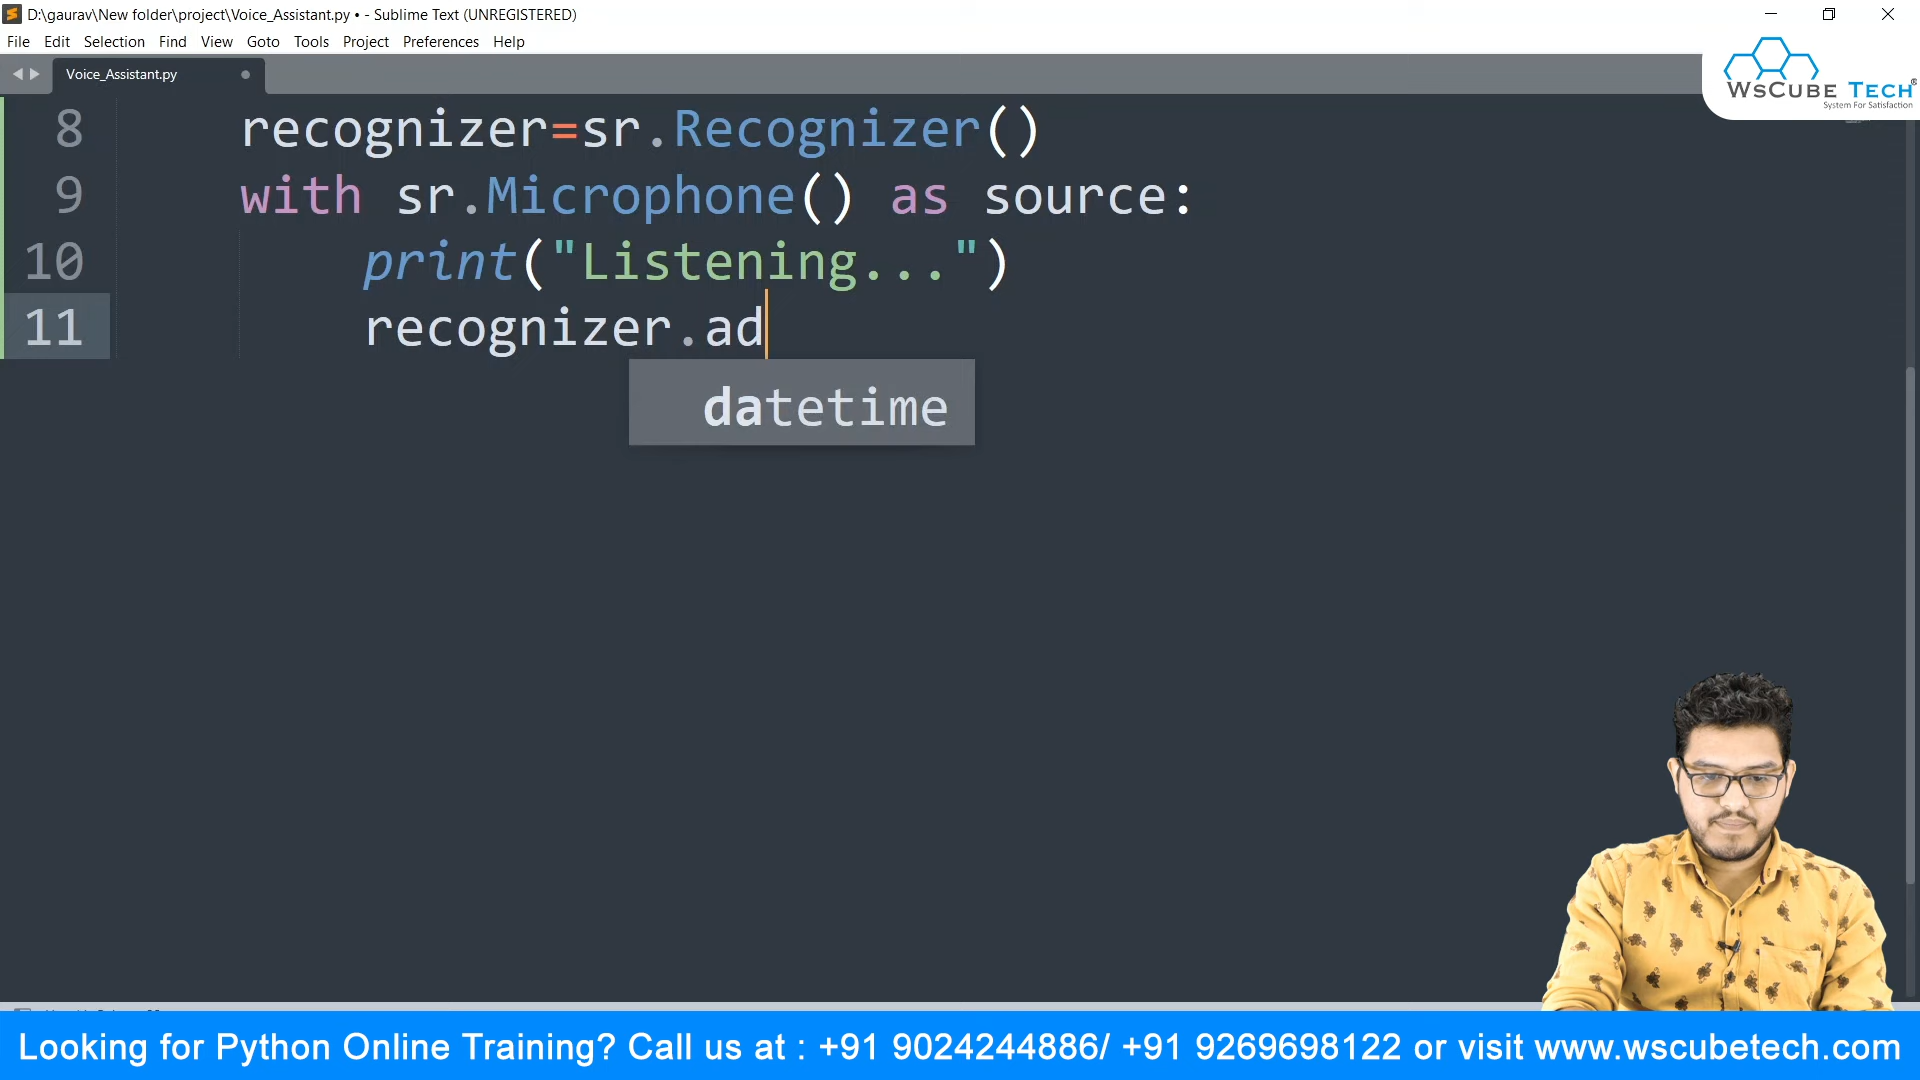 D:\gaurav\New folder\project\Voice_Assistant.py • - Sublime Text (UNREGISTERED)
File Edit Selection Find View Goto Tools Project Preferences Help
Voice_Assistant.py
WsCube Tech®
System For Satisfaction
8 recognizer=sr.Recognizer()
9 with sr.Microphone() as source:
10 print("Listening...")
11 recognizer.ad
datetime
Looking for Python Online Training? Call us at : +91 9024244886/ +91 9269698122 or visit www.wscubetech.com